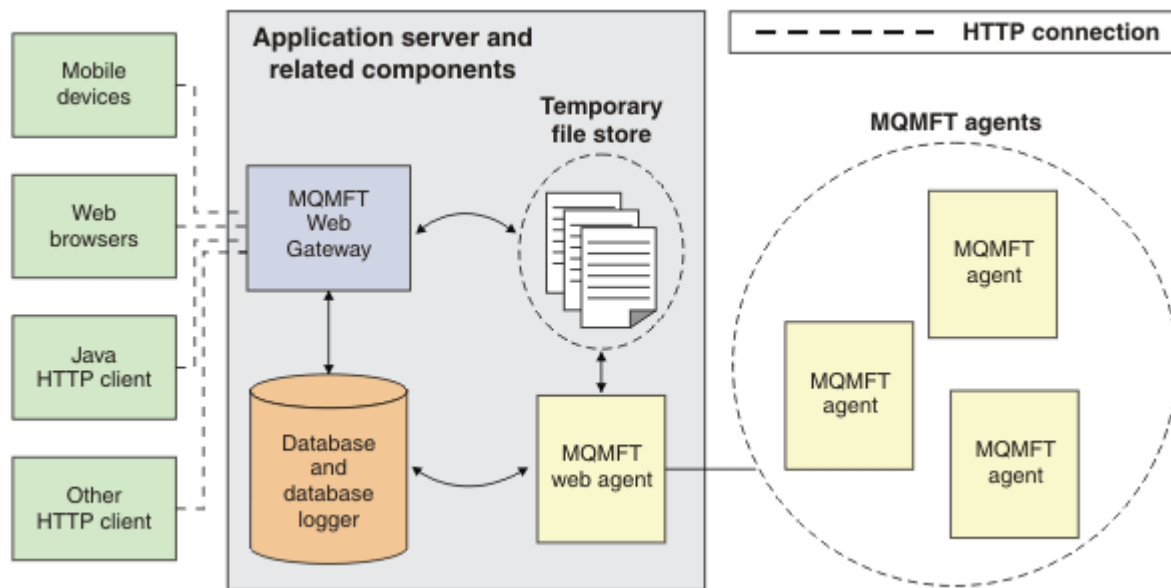 Mobile
devices
Web
browsers
Java
HTTP client
Other
HTTP client
Application server and
related components
Temporary
file store
MQMFT
Web
Gateway
Database
and
database
logger
MQMFT
web agent
HTTP connection
MQMFT agents
MQMFT
agent
MQMFT
agent
MQMFT
agent